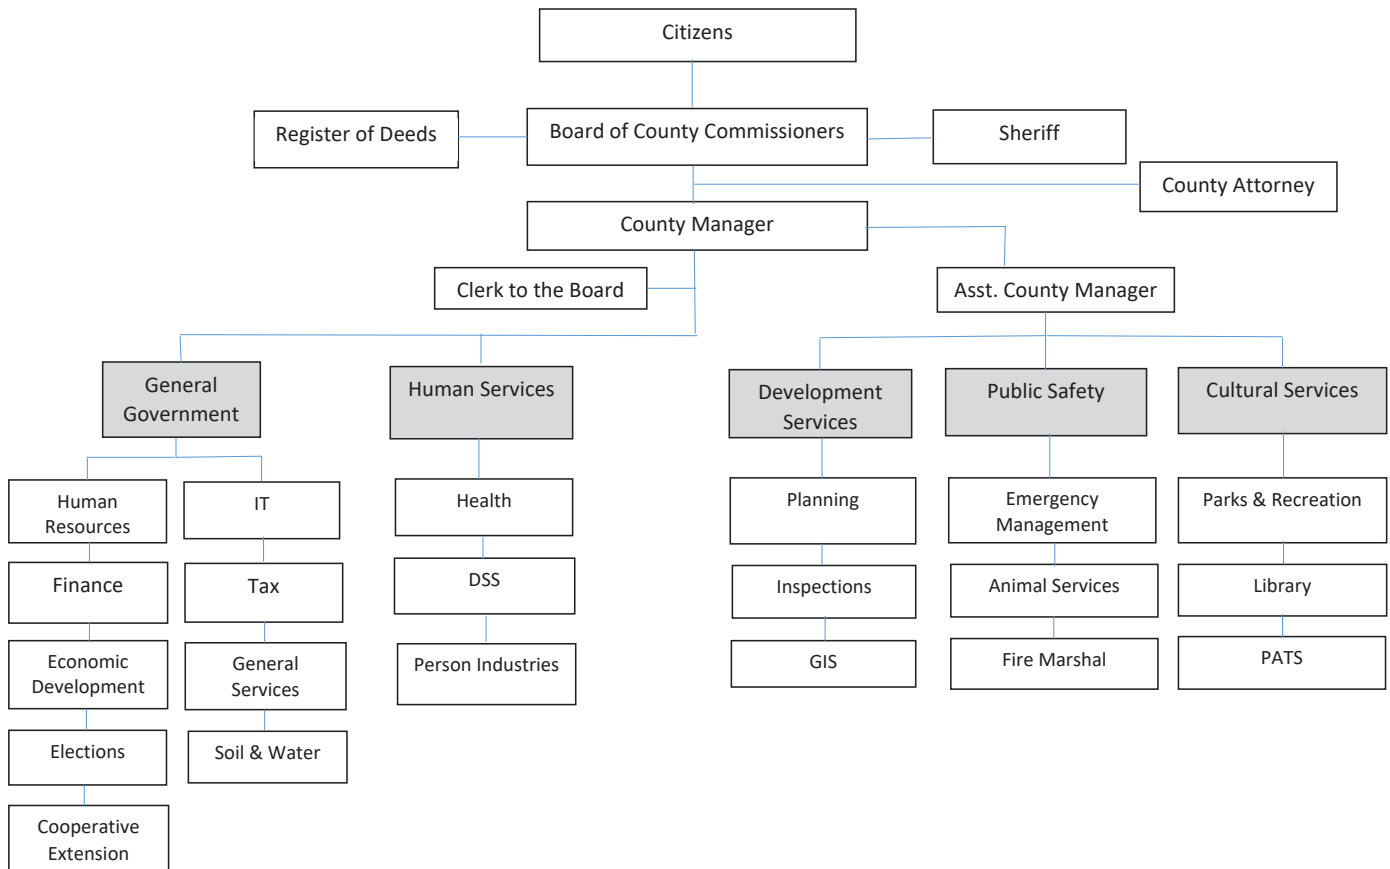 Citizens
Register of Deeds
Board of County Commissioners
Sheriff
County Attorney
County Manager
Clerk to the Board
Asst. County Manager
General
Government
Human Services
Development
Services
Public Safety
Cultural Services
Human
Resources
IT
Health
Planning
Emergency
Management
Parks & Recreation
Finance
Tax
DSS
Inspections
Animal Services
Library
Economic
Development
General
Services
Person Industries
GIS
Fire Marshal
PATS
Elections
Soil & Water
Cooperative
Extension